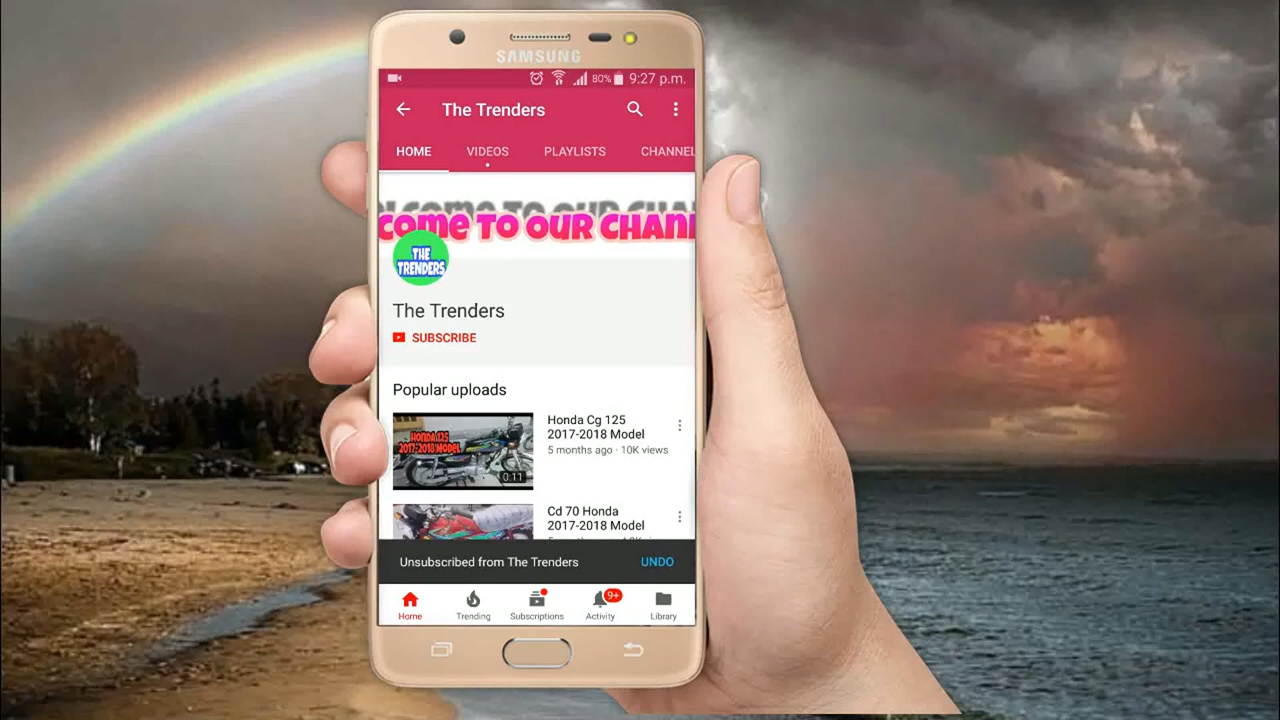 SAMSUNG
80% 9:27 p.m.
The Trenders
HOME VIDEOS PLAYLISTS CHANNEL
COME TO OUR CHAN
THE
TRENDERS
The Trenders
SUBSCRIBE
Popular uploads
Honda Cg 125
2017-2018 Model
5 months ago · 10K views
HONDA 125
2017-2018 MODEL
0:11
Cd 70 Honda
2017-2018 Model
Unsubscribed from The Trenders UNDO
9+
Home Trending Subscriptions Activity Library